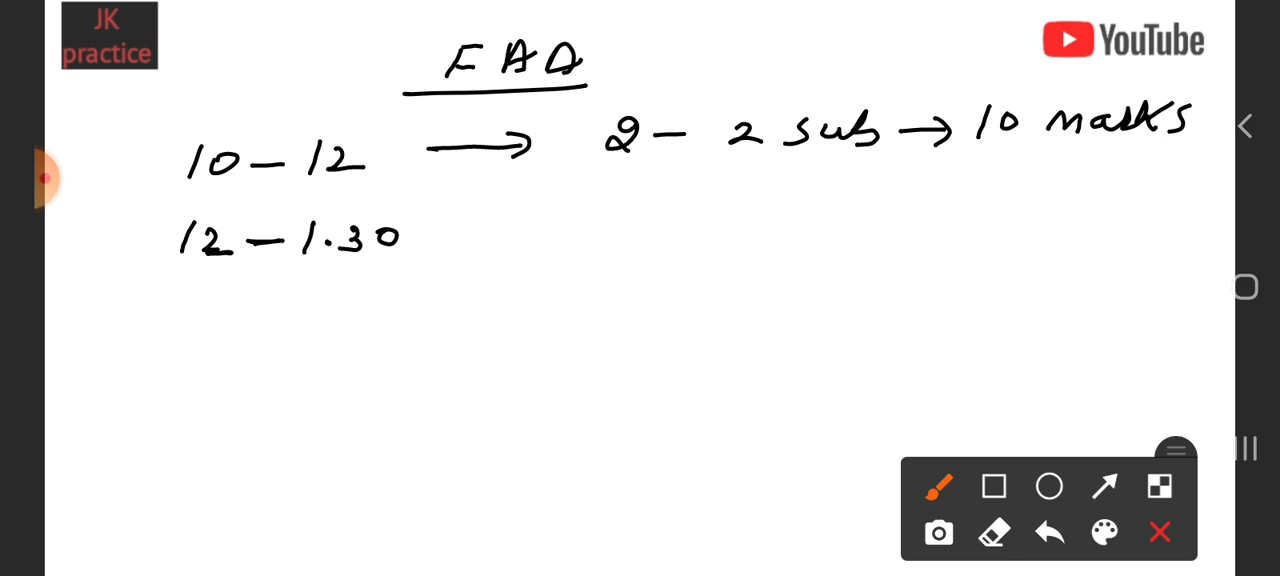 JK
practice
YouTube
FAQ
10-12 → 2 - 2 sub → 10 marks
12-1.30